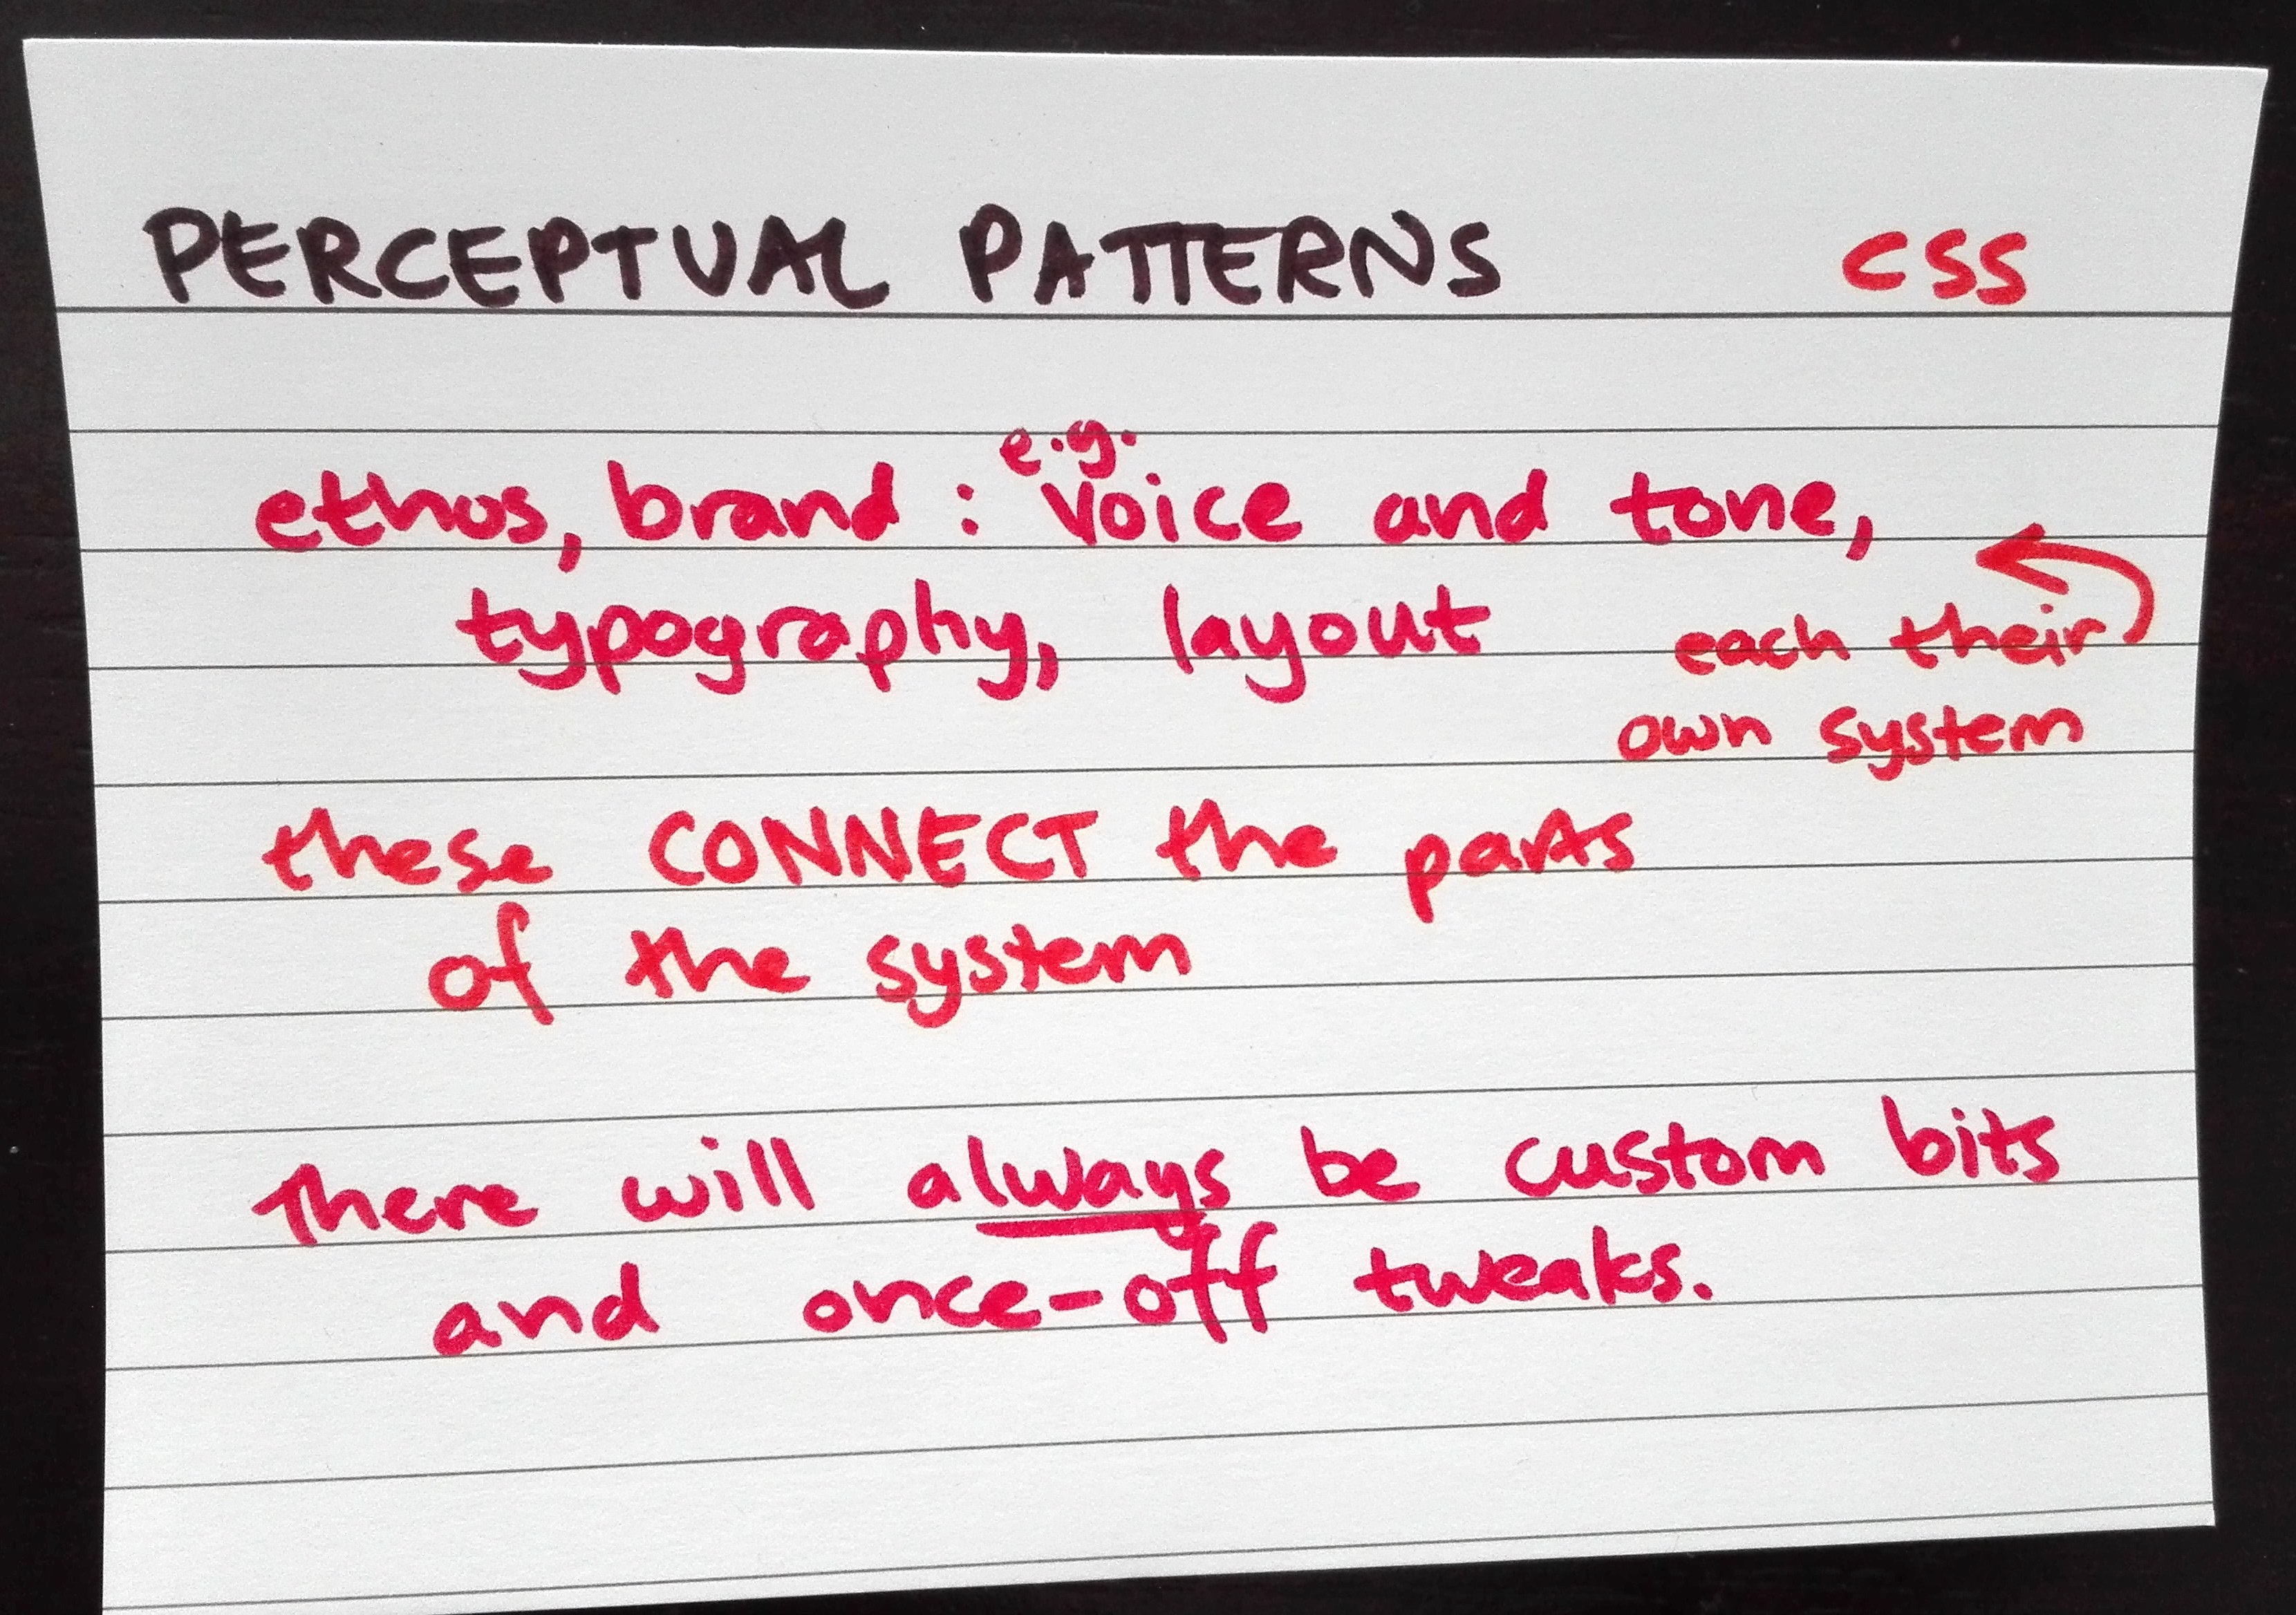 PERCEPTUAL PATTERNS CSS
e.g.
ethos, brand : voice and tone,
typography, layout
each their
own system
these CONNECT the parts
of the system
There will always be custom bits
and once-off tweaks.